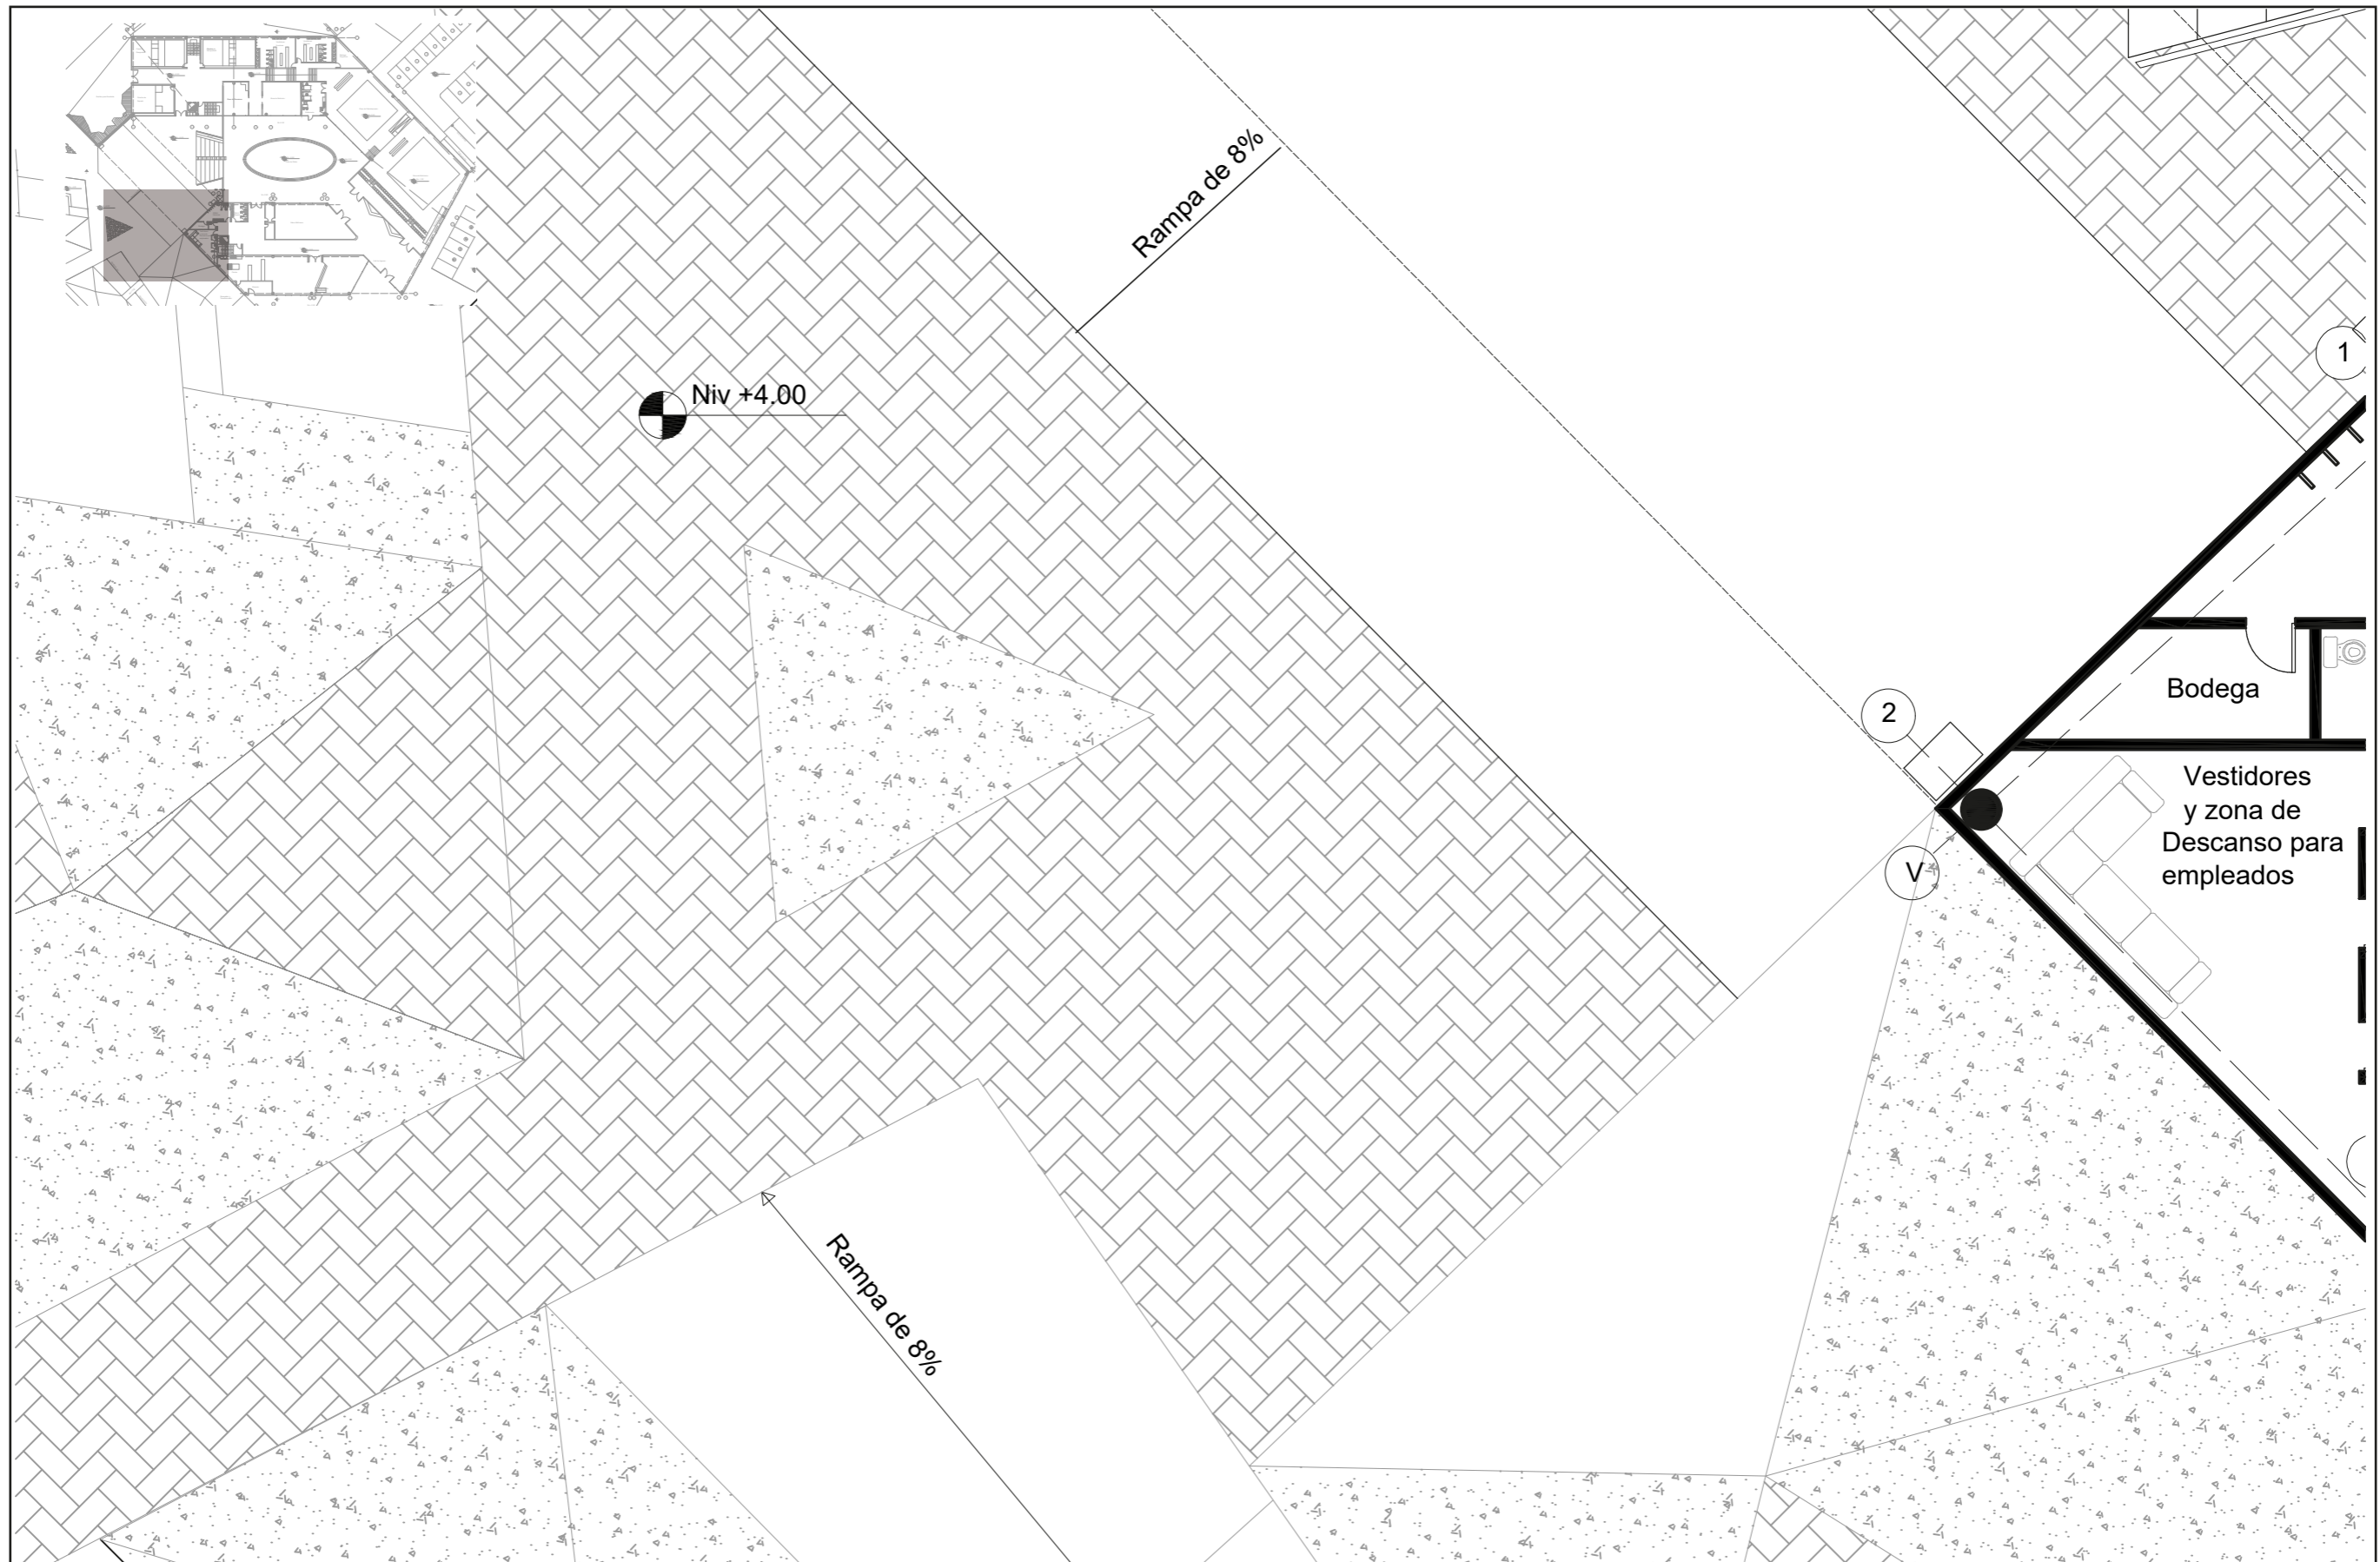 Rampa de 8%
1
Niv +4.00
Bodega
2
Vestidores
y zona de
Descanso para
empleados
V
Rampa de 8%